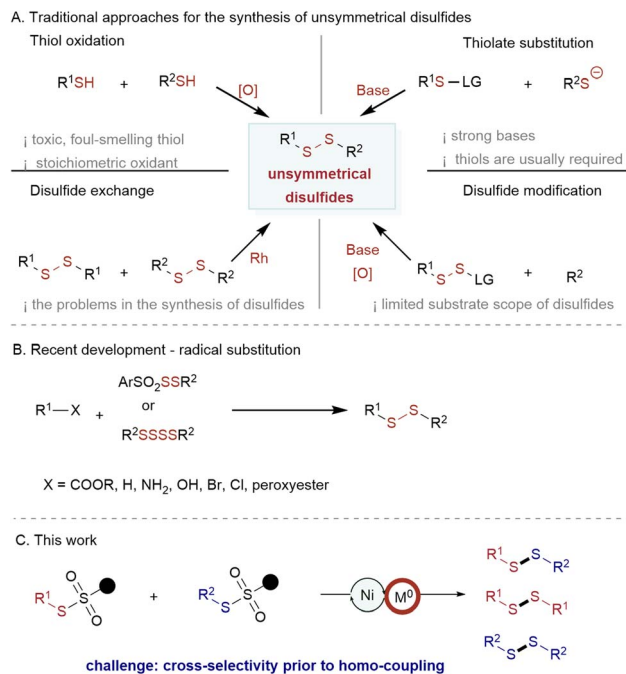 A. Traditional approaches for the synthesis of unsymmetrical disulfides
Thiol oxidation
R¹SH + R²SH
[O]
¡ toxic, foul-smelling thiol
¡ stoichiometric oxidant
Thiolate substitution
R¹S—LG + R²S⊖
Base
¡ strong bases
¡ thiols are usually required
R¹ S S R²
unsymmetrical
disulfides
Disulfide exchange
R¹ S S R¹ + R² S S R²
Rh
¡ the problems in the synthesis of disulfides
Disulfide modification
Base
[O]
R¹ S S LG + R²
¡ limited substrate scope of disulfides
B. Recent development - radical substitution
R¹—X + ArSO₂SSR²
or
R²SSSSR²
R¹ S S R²
X = COOR, H, NH₂, OH, Br, Cl, peroxyester
C. This work
R¹ S S O O + R² S S O O
Ni M⁰
R¹ S S R²
R¹ S S R¹
R² S S R²
challenge: cross-selectivity prior to homo-coupling